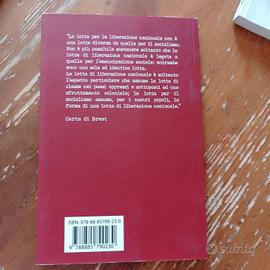 "La lotta per la liberazione nazionale non è
una lotta diversa da quella per il socialismo.
Non è più possibile sostenere soltanto che la
lotta di liberazione nazionale è legata a
quella per l'emancipazione sociale: entrambe
sono una sola ed identica lotta.
La lotta di liberazione nazionale è soltanto
l'aspetto particolare che assume la lotta di
classe nei paesi oppressi e sottoposti ad uno
sfruttamento coloniale; la lotta per il
socialismo assume, per i nostri popoli, la
forma di una lotta di liberazione nazionale."
Carta di Brest
ISBN 978-88-85790-23-0
9 788885 790230
subito